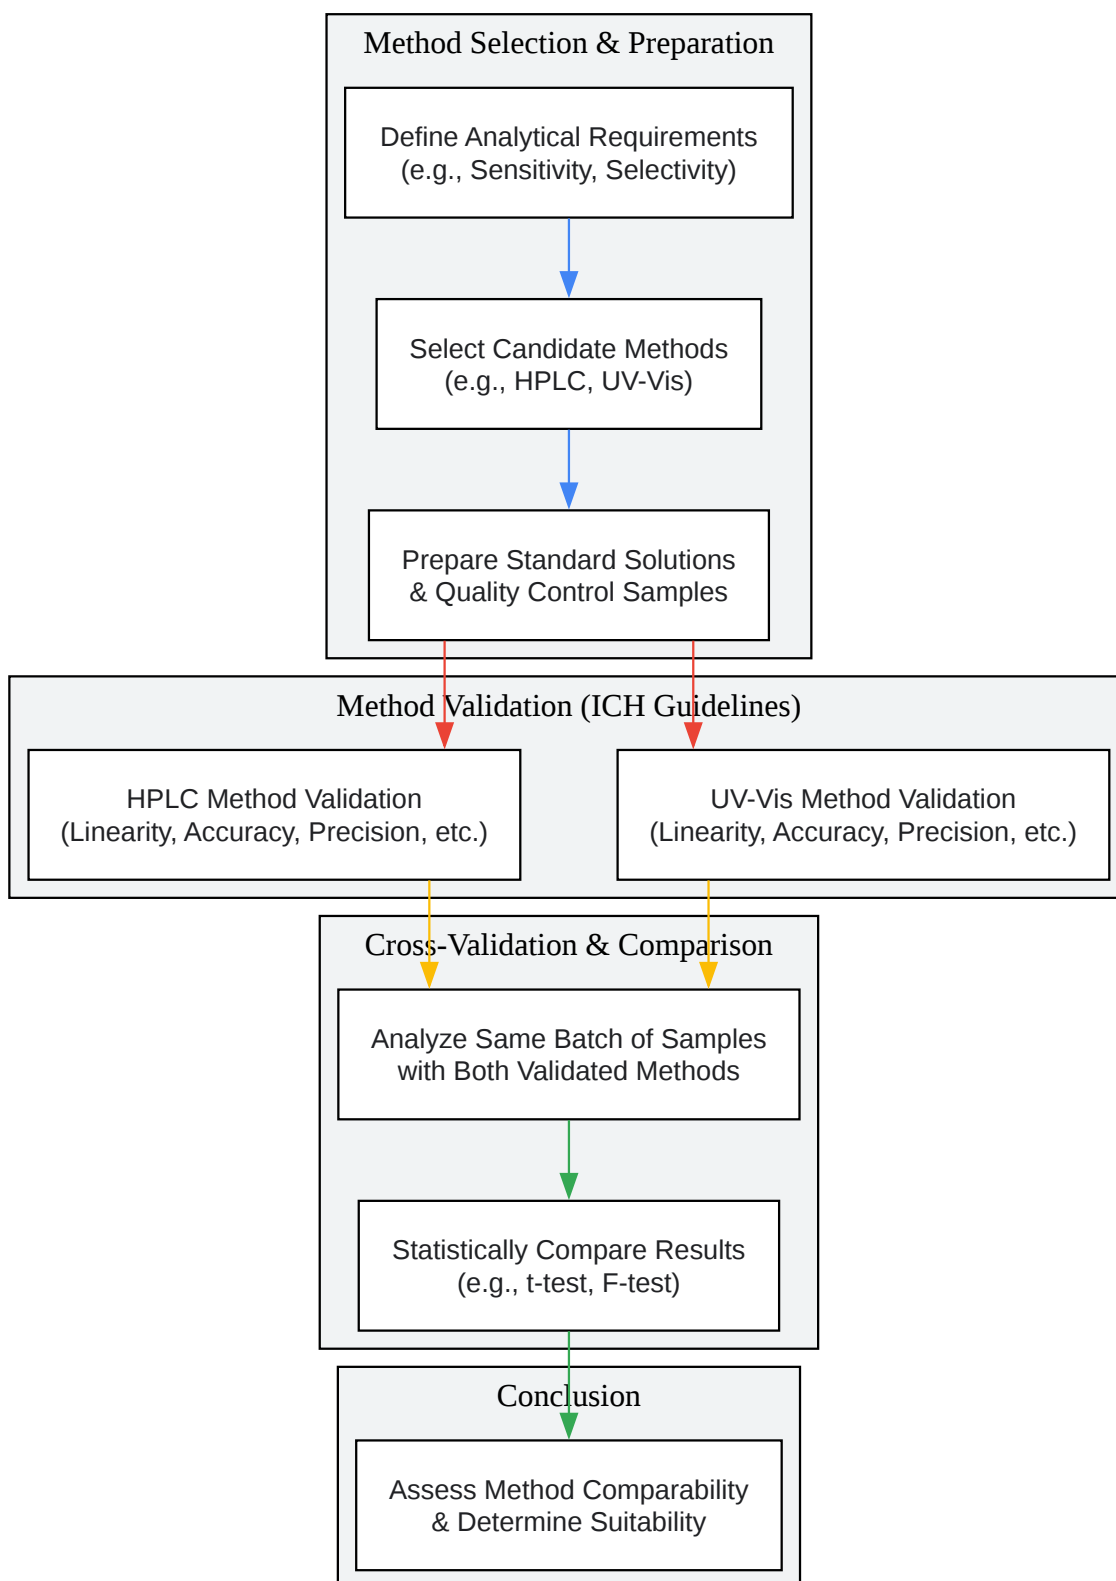 Method Selection & Preparation
Define Analytical Requirements
(e.g., Sensitivity, Selectivity)
Select Candidate Methods
(e.g., HPLC, UV-Vis)
Prepare Standard Solutions
& Quality Control Samples
Method Validation (ICH Guidelines)
HPLC Method Validation
(Linearity, Accuracy, Precision, etc.)
UV-Vis Method Validation
(Linearity, Accuracy, Precision, etc.)
Cross-Validation & Comparison
Analyze Same Batch of Samples
with Both Validated Methods
Statistically Compare Results
(e.g., t-test, F-test)
Conclusion
Assess Method Comparability
& Determine Suitability